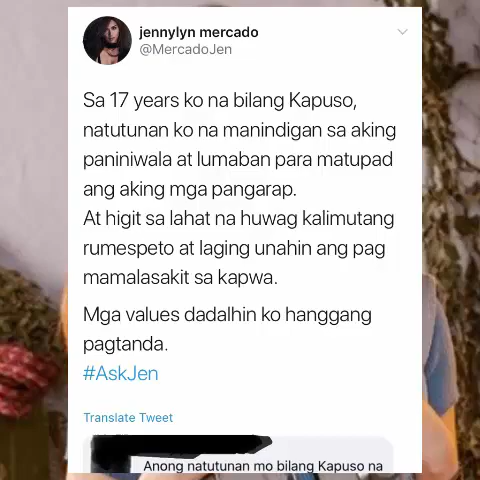 jennylyn mercado
@MercadoJen
Sa 17 years ko na bilang Kapuso,
natutunan ko na manindigan sa aking
paniniwala at lumaban para matupad
ang aking mga pangarap.
At higit sa lahat na huwag kalimutang
rumespeto at laging unahin ang pag
mamalasakit sa kapwa.
Mga values dadalhin ko hanggang
pagtanda.
#AskJen
Translate Tweet
Anong natutunan mo bilang Kapuso na